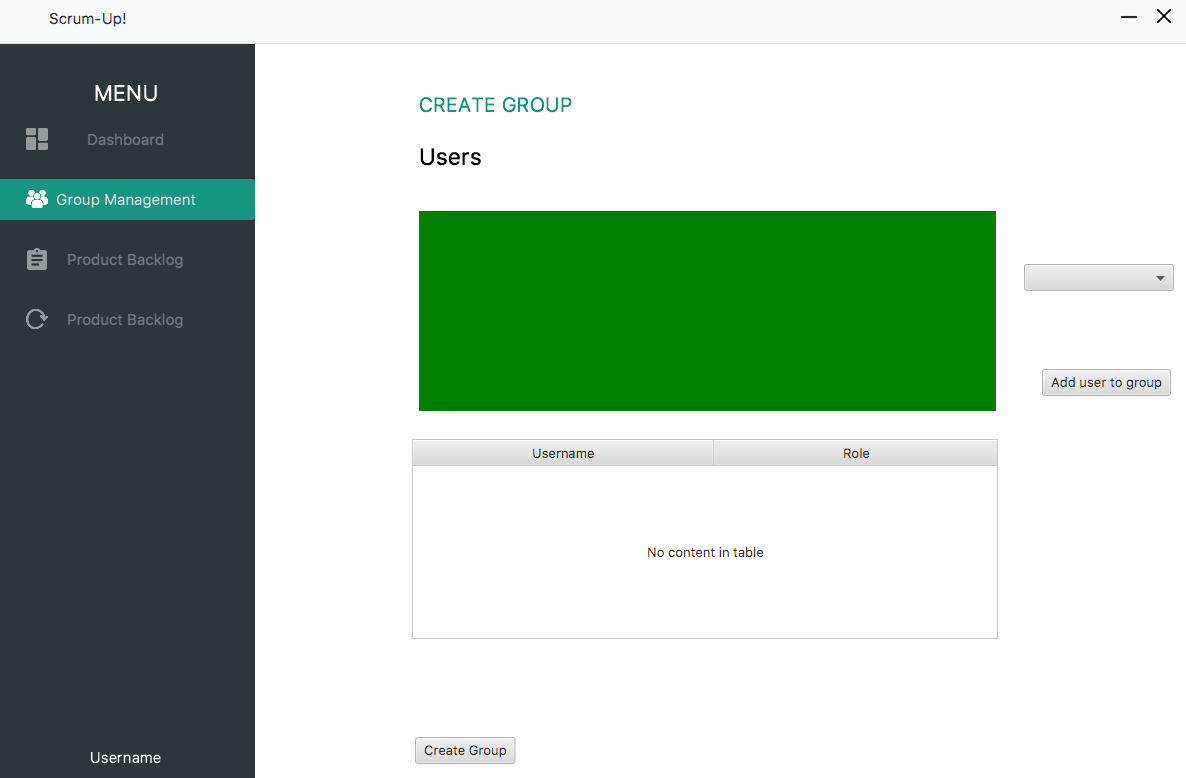 Scrum-Up!
MENU
Dashboard
Group Management
Product Backlog
Product Backlog
Username
CREATE GROUP
Users
Add user to group
Username Role
No content in table
Create Group